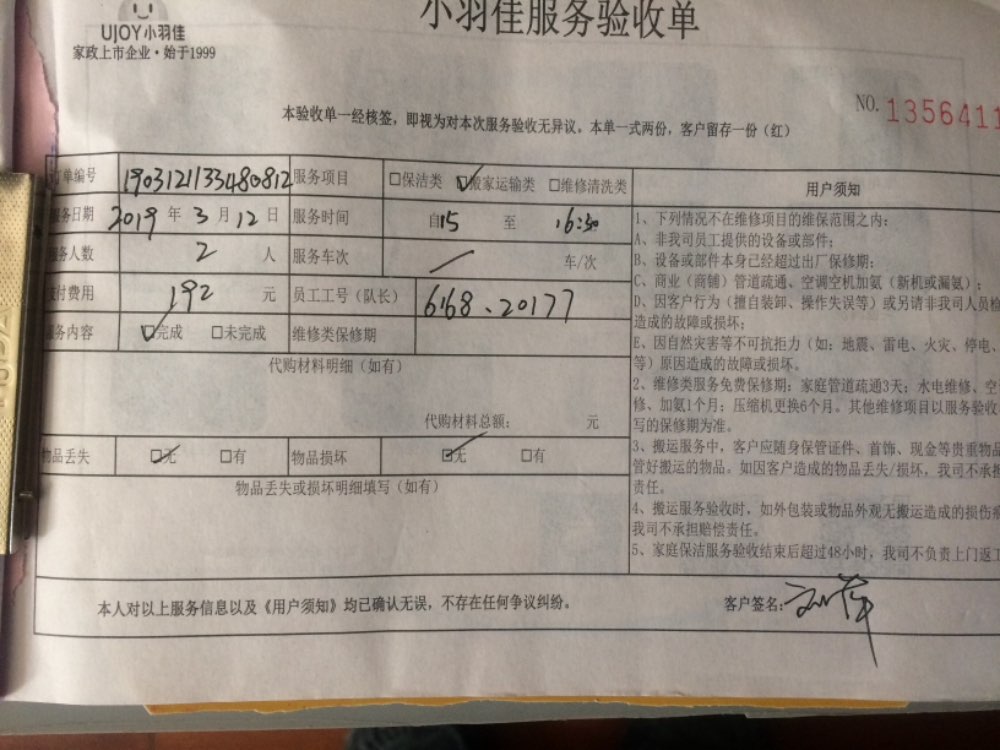 UJOY小羽佳
家政上市企业·始于1999
小羽佳服务验收单
NO. 1356411
本验收单一经核签，即视为对本次服务验收无异议，本单一式两份，客户留存一份（红）
订单编号 190312113348081​2 服务项目 □保洁类 ☑搬家运输类 □维修清洗类
服务日期 2019 年 3 月 12 日 服务时间 自15 至 16:50
服务人数 2 人 服务车次 / 车/次
支付费用 192 元 员工工号（队长） 6168、20177
服务内容 ☑完成 □未完成 维修类保修期
代购材料明细（如有）
代购材料总额： 元
物品丢失 ☑无 □有 物品损坏 ☑无 □有
物品丢失或损坏明细填写（如有）
用户须知
1、下列情况不在维修项目的维保范围之内：
A、非我司员工提供的设备或部件；
B、设备或部件本身已经超过出厂保修期；
C、商业（商铺）管道疏通、空调空机加氨（新机或漏氨）；
D、因客户行为（擅自装卸、操作失误等）或另请非我司人员检
造成的故障或损坏；
E、因自然灾害等不可抗拒力（如：地震、雷电、火灾、停电、
等）原因造成的故障或损坏。
2、维修类服务免费保修期：家庭管道疏通3天；水电维修、空
修、加氨1个月；压缩机更换6个月。其他维修项目以服务验收
写的保修期为准。
3、搬运服务中，客户应随身保管证件、首饰、现金等贵重物品
管好搬运的物品。如因客户造成的物品丢失/损坏，我司不承担
责任。
4、搬运服务验收时，如外包装或物品外观无搬运造成的损伤痕
我司不承担赔偿责任。
5、家庭保洁服务验收结束后超过48小时，我司不负责上门返工
本人对以上服务信息以及《用户须知》均已确认无误，不存在任何争议纠纷。
客户签名：